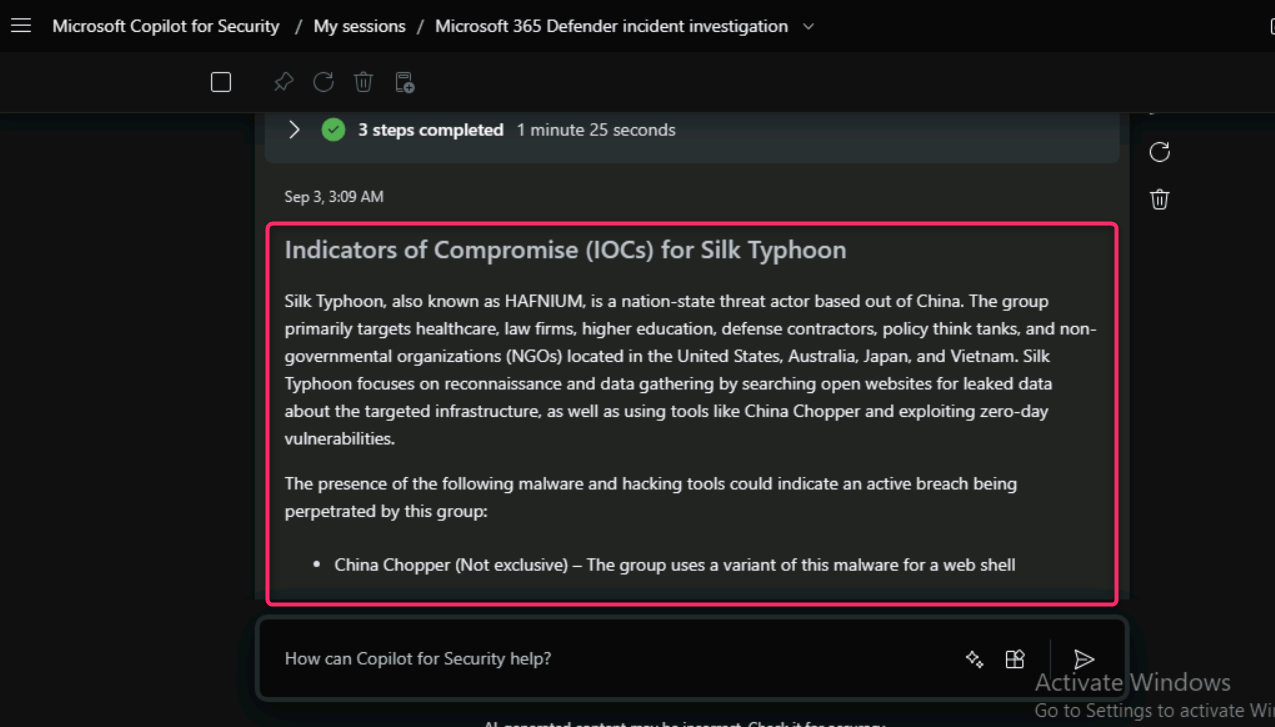 Microsoft Copilot for Security / My sessions / Microsoft 365 Defender incident investigation
3 steps completed 1 minute 25 seconds
Sep 3, 3:09 AM
Indicators of Compromise (IOCs) for Silk Typhoon
Silk Typhoon, also known as HAFNIUM, is a nation-state threat actor based out of China. The group
primarily targets healthcare, law firms, higher education, defense contractors, policy think tanks, and non-
governmental organizations (NGOs) located in the United States, Australia, Japan, and Vietnam. Silk
Typhoon focuses on reconnaissance and data gathering by searching open websites for leaked data
about the targeted infrastructure, as well as using tools like China Chopper and exploiting zero-day
vulnerabilities.
The presence of the following malware and hacking tools could indicate an active breach being
perpetrated by this group:
• China Chopper (Not exclusive) – The group uses a variant of this malware for a web shell
How can Copilot for Security help?
Activate Windows
Go to Settings to activate Wi
AI-generated content may be incorrect. Check it for accuracy.